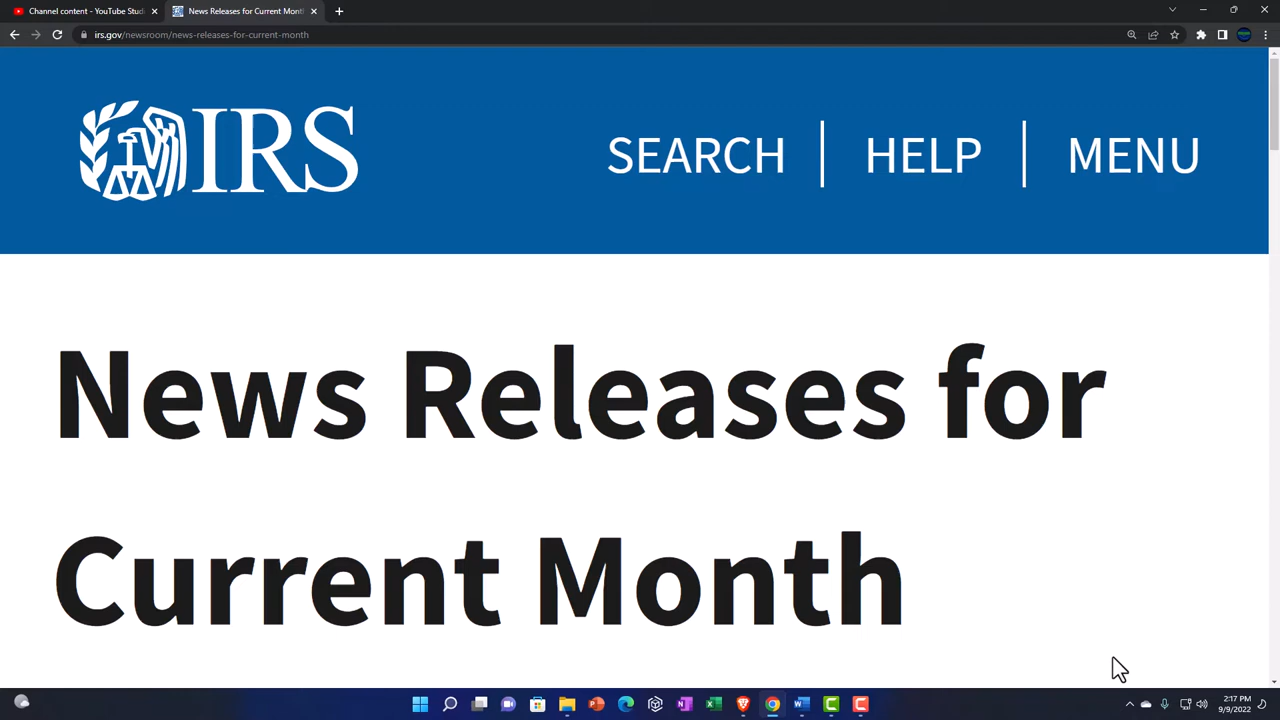 Channel content - YouTube Stud
News Releases for Current Month
irs.gov/newsroom/news-releases-for-current-month
IRS
SEARCH
HELP
MENU
News Releases for
Current Month
2:17 PM
9/9/2022